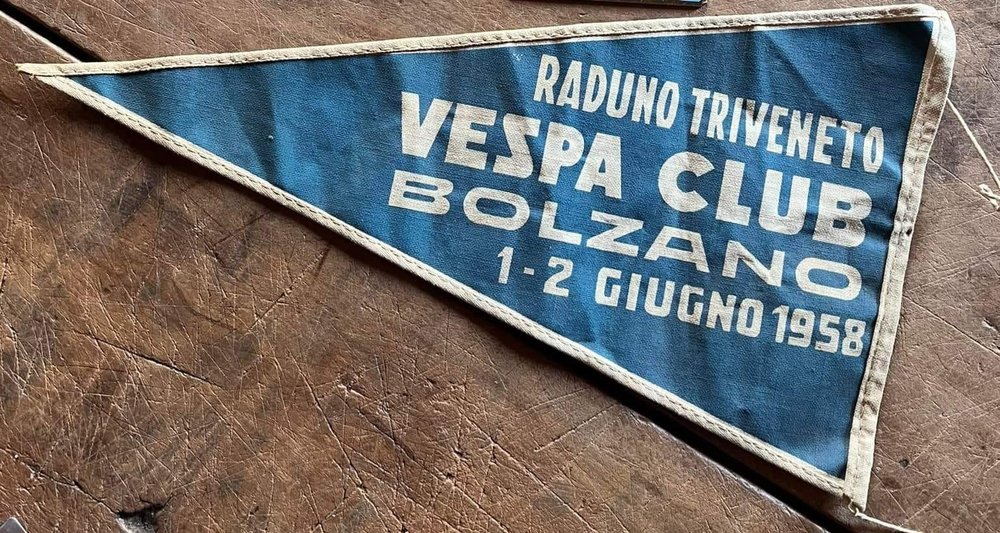 RADUNO TRIVENETO
VESPA CLUB
BOLZANO
1-2 GIUGNO 1958